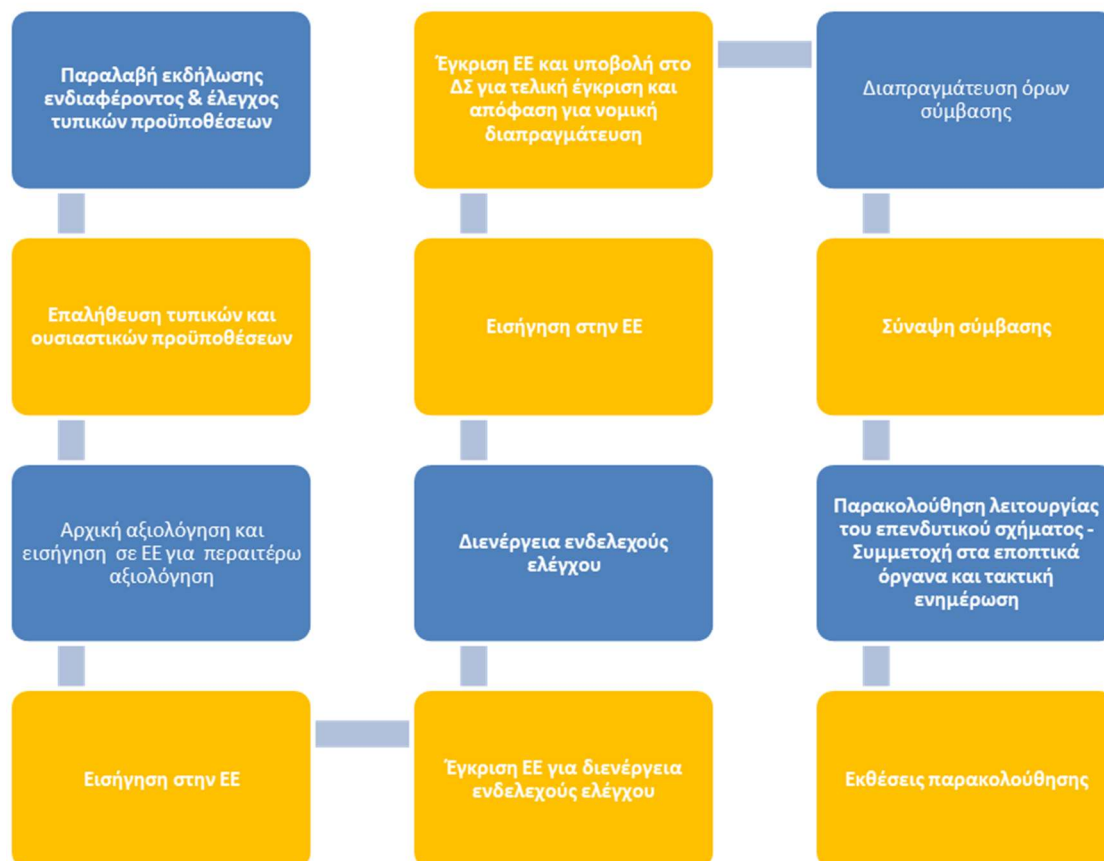 Παραλαβή εκδήλωσης
ενδιαφέροντος & έλεγχος
τυπικών προϋποθέσεων
Επαλήθευση τυπικών και
ουσιαστικών προϋποθέσεων
Αρχική αξιολόγηση και
εισήγηση σε ΕΕ για περαιτέρω
αξιολόγηση
Εισήγηση στην ΕΕ
Έγκριση ΕΕ για διενέργεια
ενδελεχούς ελέγχου
Διενέργεια ενδελεχούς
ελέγχου
Εισήγηση στην ΕΕ
Έγκριση ΕΕ και υποβολή στο
ΔΣ για τελική έγκριση και
απόφαση για νομική
διαπραγμάτευση
Διαπραγμάτευση όρων
σύμβασης
Σύναψη σύμβασης
Παρακολούθηση λειτουργίας
του επενδυτικού σχήματος -
Συμμετοχή στα εποπτικά
όργανα και τακτική
ενημέρωση
Εκθέσεις παρακολούθησης